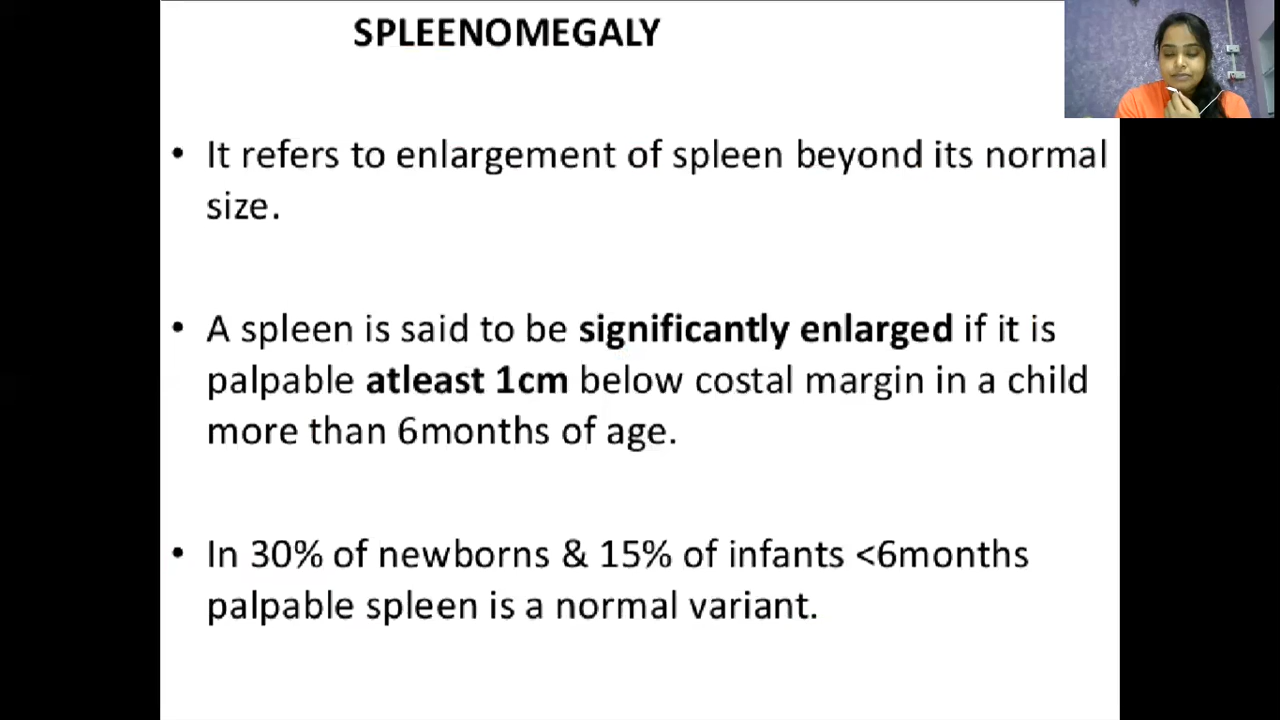 SPLEENOMEGALY
• It refers to enlargement of spleen beyond its normal
size.
• A spleen is said to be significantly enlarged if it is
palpable atleast 1cm below costal margin in a child
more than 6months of age.
• In 30% of newborns & 15% of infants <6months
palpable spleen is a normal variant.